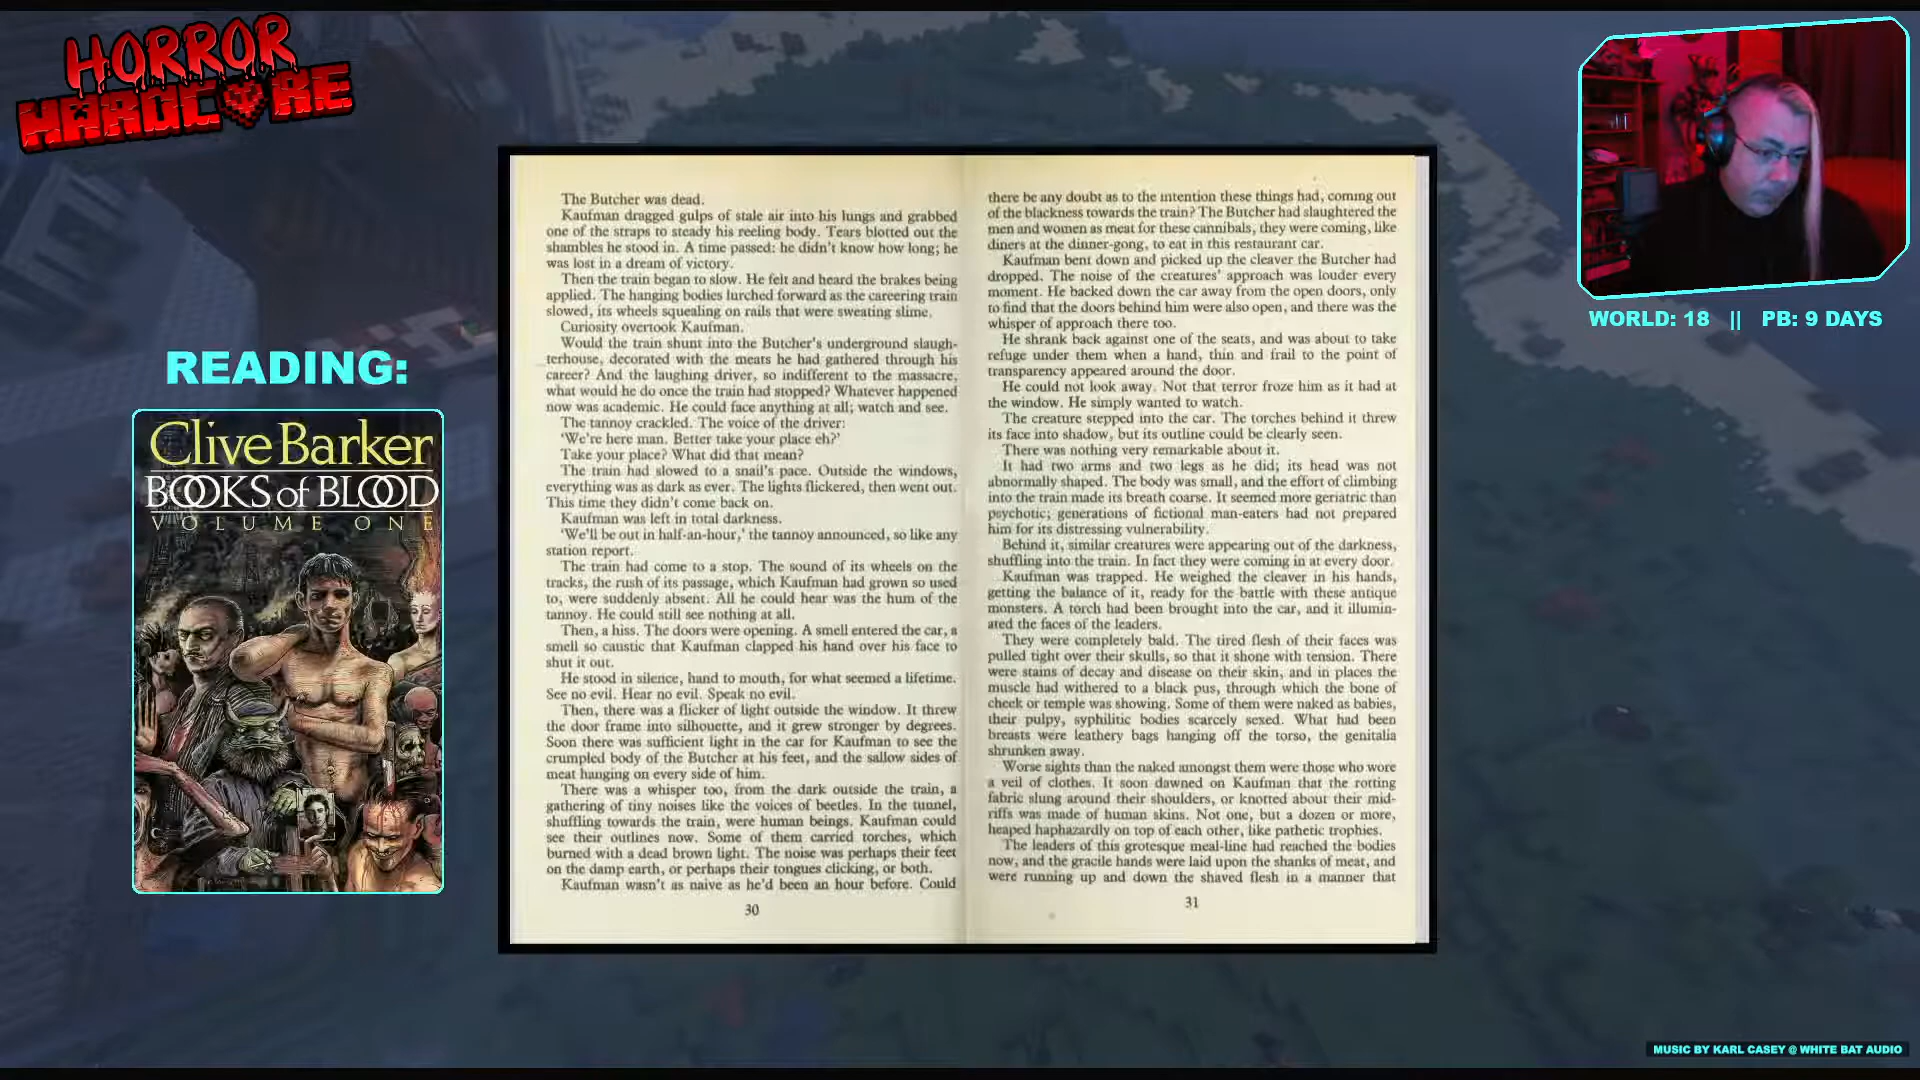 HORROR
HARDCORE
READING:
Clive Barker
BOOKS of BLOOD
VOLUME ONE
The Butcher was dead.
Kaufman dragged gulps of stale air into his lungs and grabbed
one of the straps to steady his reeling body. Tears blotted out the
shambles he stood in. A time passed: he didn't know how long; he
was lost in a dream of victory.
Then the train began to slow. He felt and heard the brakes being
applied. The hanging bodies lurched forward as the careering train
slowed, its wheels squealing on rails that were sweating slime.
Curiosity overtook Kaufman.
Would the train shunt into the Butcher's underground slaugh-
terhouse, decorated with the meats he had gathered through his
career? And the laughing driver, so indifferent to the massacre,
what would he do once the train had stopped? Whatever happened
now was academic. He could face anything at all; watch and see.
The tannoy crackled. The voice of the driver:
'We're here man. Better take your place eh?'
Take your place? What did that mean?
The train had slowed to a snail's pace. Outside the windows,
everything was as dark as ever. The lights flickered, then went out.
This time they didn't come back on.
Kaufman was left in total darkness.
'We'll be out in half-an-hour,' the tannoy announced, so like any
station report.
The train had come to a stop. The sound of its wheels on the
tracks, the rush of its passage, which Kaufman had grown so used
to, were suddenly absent. All he could hear was the hum of the
tannoy. He could still see nothing at all.
Then, a hiss. The doors were opening. A smell entered the car, a
smell so caustic that Kaufman clapped his hand over his face to
shut it out.
He stood in silence, hand to mouth, for what seemed a lifetime.
See no evil. Hear no evil. Speak no evil.
Then, there was a flicker of light outside the window. It threw
the door frame into silhouette, and it grew stronger by degrees.
Soon there was sufficient light in the car for Kaufman to see the
crumpled body of the Butcher at his feet, and the sallow sides of
meat hanging on every side of him.
There was a whisper too, from the dark outside the train, a
gathering of tiny noises like the voices of beetles. In the tunnel,
shuffling towards the train, were human beings. Kaufman could
see their outlines now. Some of them carried torches, which
burned with a dead brown light. The noise was perhaps their feet
on the damp earth, or perhaps their tongues clicking, or both.
Kaufman wasn't as naive as he'd been an hour before. Could
30
there be any doubt as to the intention these things had, coming out
of the blackness towards the train? The Butcher had slaughtered the
men and women as meat for these cannibals, they were coming, like
diners at the dinner-gong, to eat in this restaurant car.
Kaufman bent down and picked up the cleaver the Butcher had
dropped. The noise of the creatures' approach was louder every
moment. He backed down the car away from the open doors, only
to find that the doors behind him were also open, and there was the
whisper of approach there too.
He shrank back against one of the seats, and was about to take
refuge under them when a hand, thin and frail to the point of
transparency appeared around the door.
He could not look away. Not that terror froze him as it had at
the window. He simply wanted to watch.
The creature stepped into the car. The torches behind it threw
its face into shadow, but its outline could be clearly seen.
There was nothing very remarkable about it.
It had two arms and two legs as he did; its head was not
abnormally shaped. The body was small, and the effort of climbing
into the train made its breath coarse. It seemed more geriatric than
psychotic; generations of fictional man-eaters had not prepared
him for its distressing vulnerability.
Behind it, similar creatures were appearing out of the darkness,
shuffling into the train. In fact they were coming in at every door.
Kaufman was trapped. He weighed the cleaver in his hands,
getting the balance of it, ready for the battle with these antique
monsters. A torch had been brought into the car, and it illumin-
ated the faces of the leaders.
They were completely bald. The tired flesh of their faces was
pulled tight over their skulls, so that it shone with tension. There
were stains of decay and disease on their skin, and in places the
muscle had withered to a black pus, through which the bone of
cheek or temple was showing. Some of them were naked as babies,
their pulpy, syphilitic bodies scarcely sexed. What had been
breasts were leathery bags hanging off the torso, the genitalia
shrunken away.
Worse sights than the naked amongst them were those who wore
a veil of clothes. It soon dawned on Kaufman that the rotting
fabric slung around their shoulders, or knotted about their mid-
riffs was made of human skins. Not one, but a dozen or more,
heaped haphazardly on top of each other, like pathetic trophies.
The leaders of this grotesque meal-line had reached the bodies
now, and the gracile hands were laid upon the shanks of meat, and
were running up and down the shaved flesh in a manner that
31
WORLD: 18 || PB: 9 DAYS
MUSIC BY KARL CASEY @ WHITE BAT AUDIO